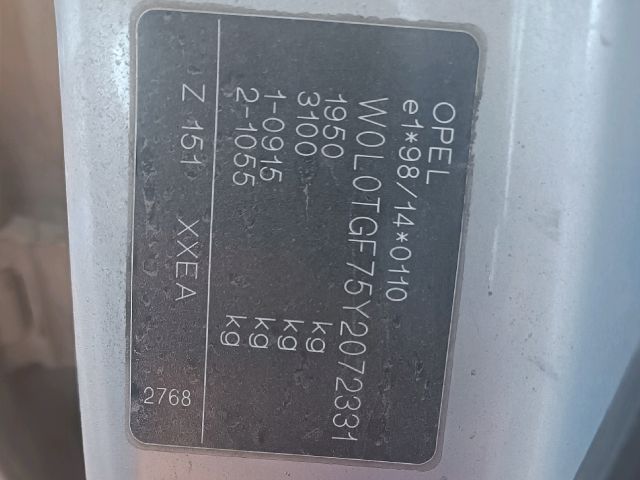 OPEL
e1*98/14*0110
W0L0TGF75Y2072331
1950 kg
3100 kg
1-0915 kg
2-1055 kg
Z 151 XXEA
2768